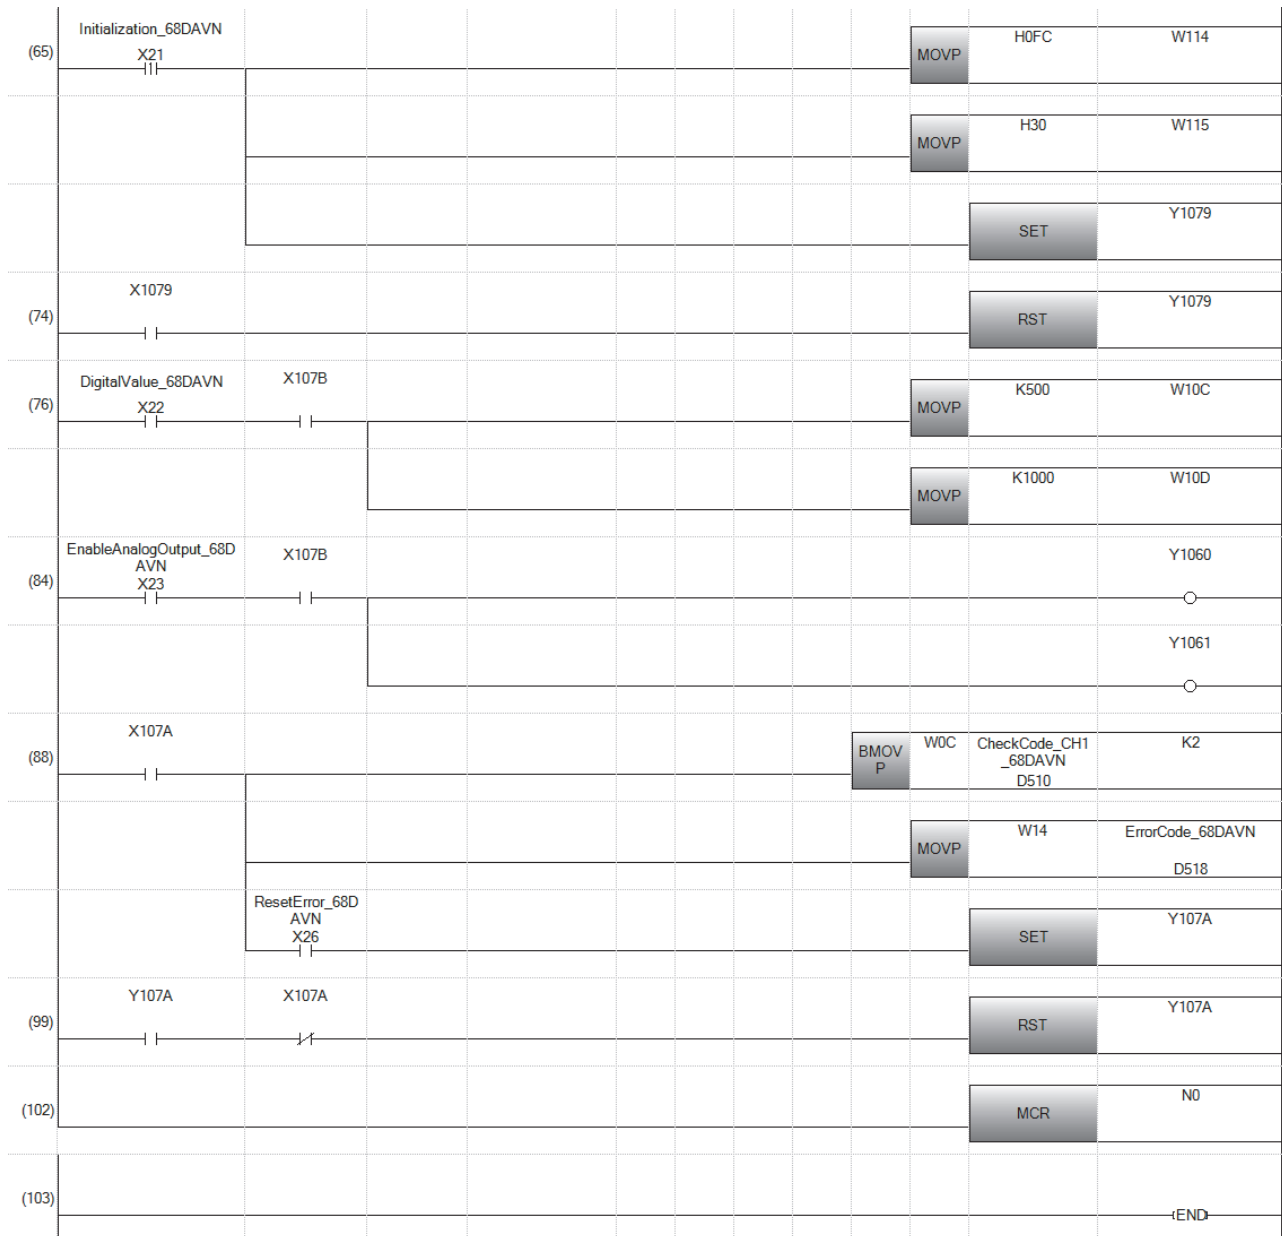 Initialization_68DAVN
(65)
X21
MOVP
H0FC
W114
MOVP
H30
W115
SET
Y1079
X1079
(74)
RST
Y1079
DigitalValue_68DAVN
X107B
(76)
X22
MOVP
K500
W10C
MOVP
K1000
W10D
EnableAnalogOutput_68D
AVN
X107B
Y1060
(84)
X23
Y1061
X107A
(88)
BMOV
P
W0C
CheckCode_CH1
_68DAVN
D510
K2
MOVP
W14
ErrorCode_68DAVN
D518
ResetError_68D
AVN
X26
SET
Y107A
Y107A
X107A
(99)
RST
Y107A
(102)
MCR
N0
(103)
END